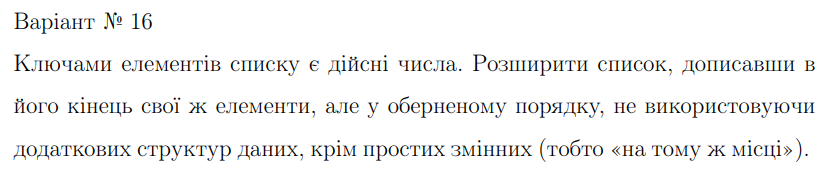 Варіант № 16
Ключами елементів списку є дійсні числа. Розширити список, дописавши в
його кінець свої ж елементи, але у оберненому порядку, не використовуючи
додаткових структур даних, крім простих змінних (тобто «на тому ж місці»).